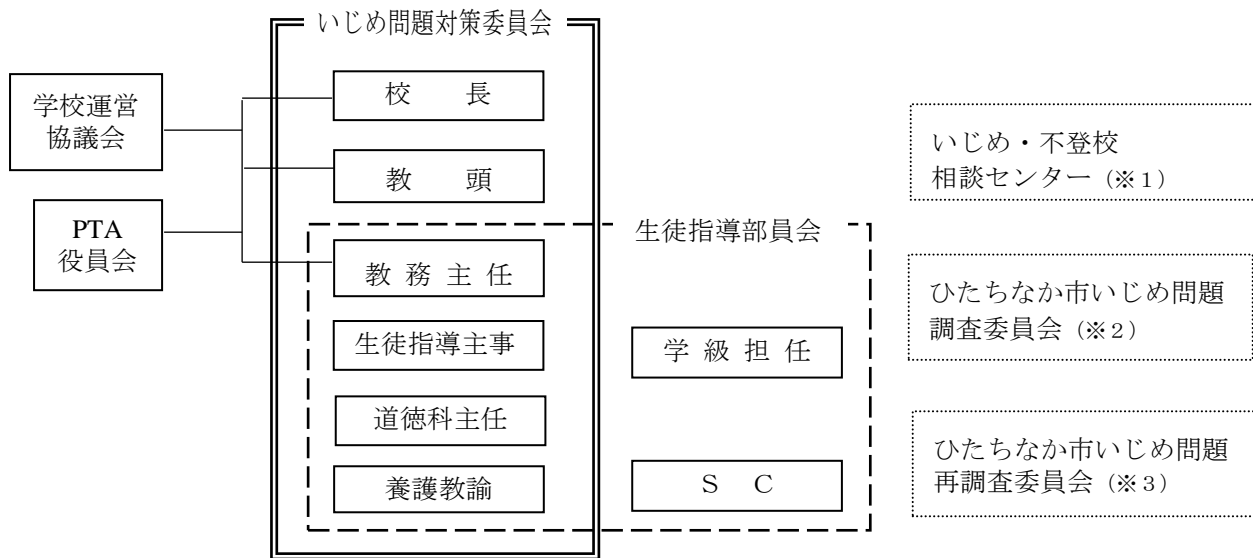 いじめ問題対策委員会
学校運営
協議会
PTA
役員会
校　　長
教　　頭
生徒指導部員会
教 務 主 任
生徒指導主事
道徳科主任
養護教諭
学 級 担 任
Ｓ　Ｃ
いじめ・不登校
相談センター（※１）
ひたちなか市いじめ問題
調査委員会（※２）
ひたちなか市いじめ問題
再調査委員会（※３）